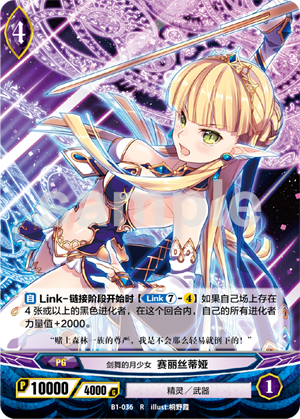 4
sample
自 Link-链接阶段开始时【Link 7-4】如果自己场上存在
4 张或以上的黑色进化者，在这个回合内，自己的所有进化者
力量值+2000。
“赌上森林一族的尊严，我是不会那么轻易就倒下的！”
PG 剑舞的月少女 赛丽丝蒂娅
P 10000 4000 G 精灵／武器 1
B1-036 R illust:桐野霞